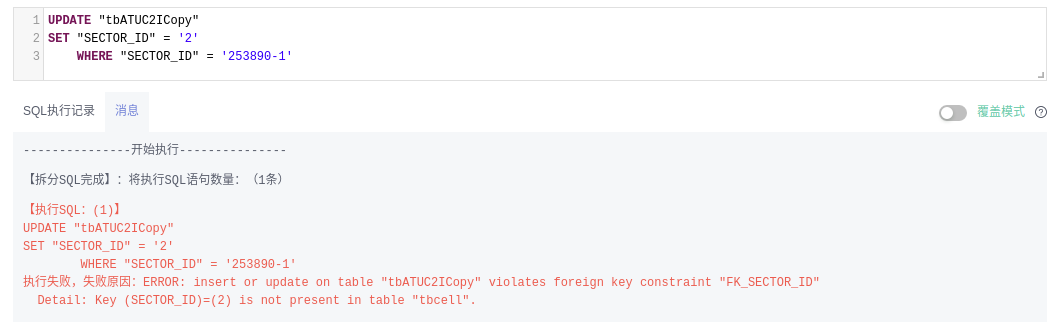 1 UPDATE "tbATUC2ICopy"
2 SET "SECTOR_ID" = '2'
3 WHERE "SECTOR_ID" = '253890-1'
SQL执行记录 消息 覆盖模式 ?
---------------开始执行---------------
【拆分SQL完成】：将执行SQL语句数量：（1条）
【执行SQL：(1)】
UPDATE "tbATUC2ICopy"
SET "SECTOR_ID" = '2'
WHERE "SECTOR_ID" = '253890-1'
执行失败，失败原因：ERROR: insert or update on table "tbATUC2ICopy" violates foreign key constraint "FK_SECTOR_ID"
Detail: Key (SECTOR_ID)=(2) is not present in table "tbcell".